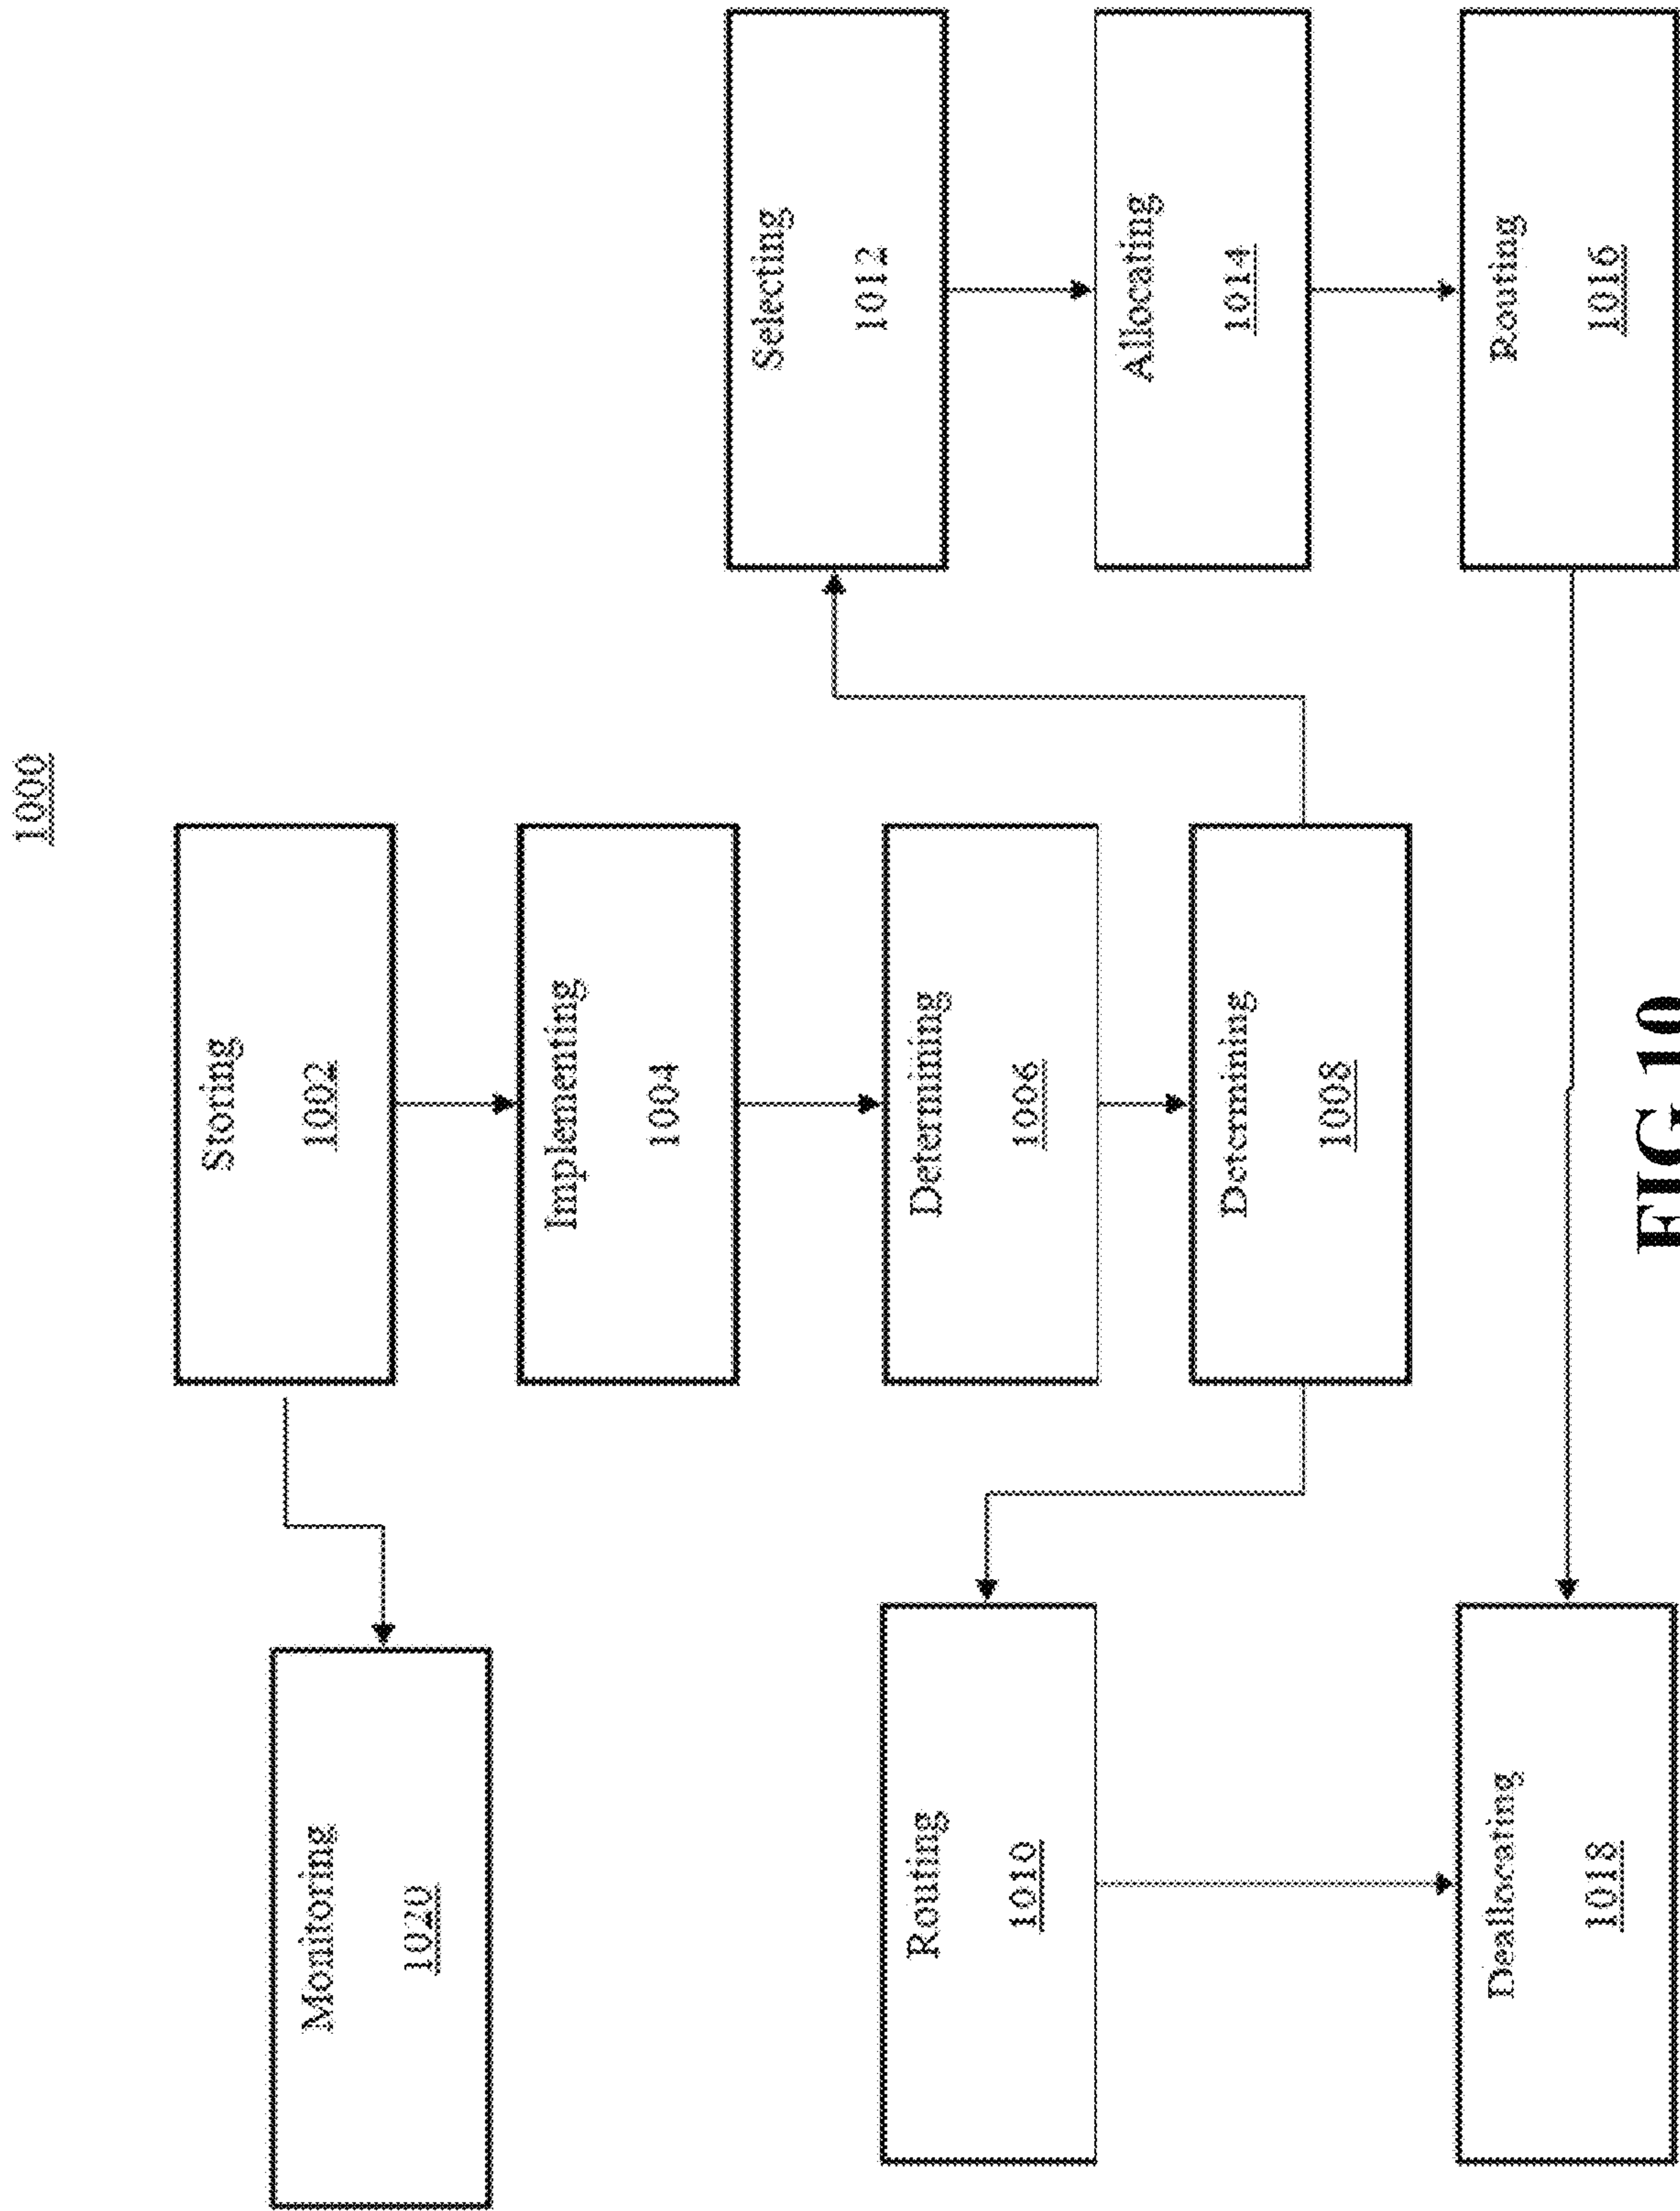 1000
Storing
1002
Monitoring
1020
Implementing
1004
Selecting
1012
Determining
1006
Routing
1010
Allocating
1014
Determining
1008
Routing
1016
Deallocating
1018
FIG 10